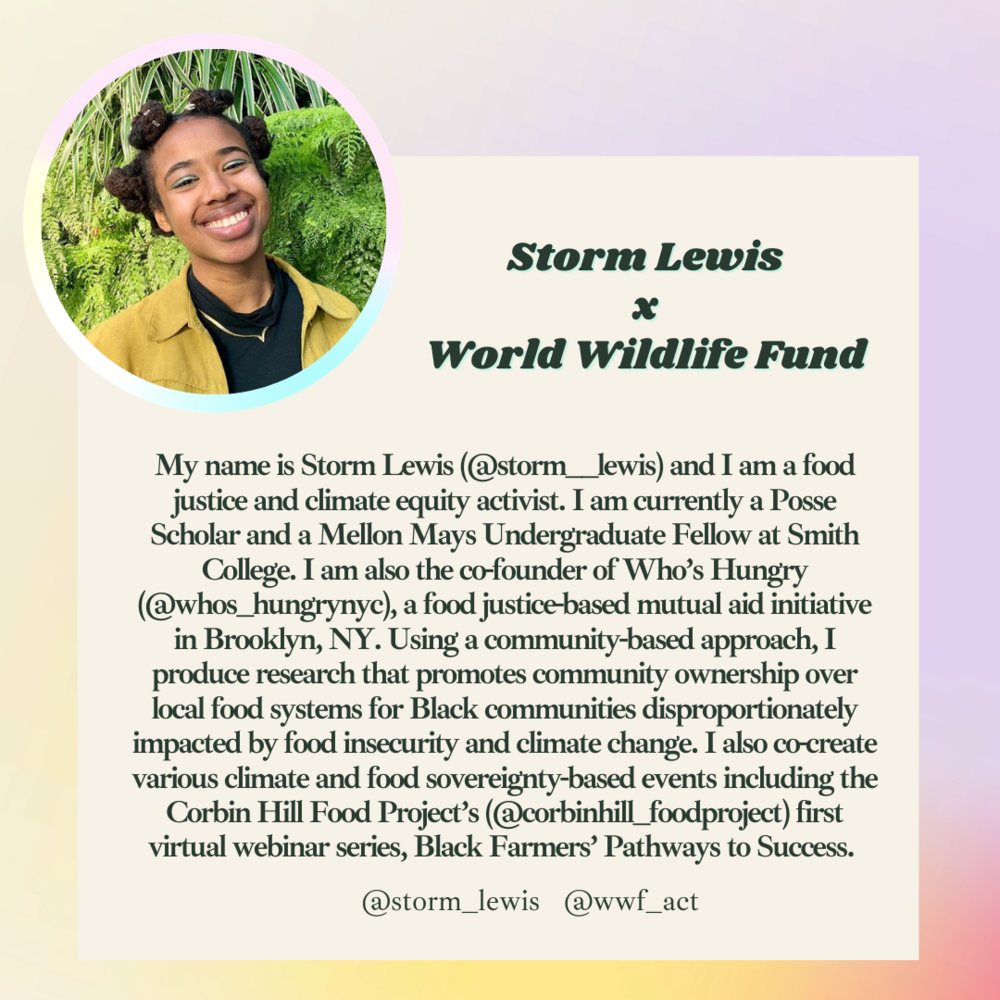 Storm Lewis
x
World Wildlife Fund
My name is Storm Lewis (@storm__lewis) and I am a food
justice and climate equity activist. I am currently a Posse
Scholar and a Mellon Mays Undergraduate Fellow at Smith
College. I am also the co-founder of Who’s Hungry
(@whos_hungrynyc), a food justice-based mutual aid initiative
in Brooklyn, NY. Using a community-based approach, I
produce research that promotes community ownership over
local food systems for Black communities disproportionately
impacted by food insecurity and climate change. I also co-create
various climate and food sovereignty-based events including the
Corbin Hill Food Project’s (@corbinhill_foodproject) first
virtual webinar series, Black Farmers’ Pathways to Success.
@storm_lewis @wwf_act